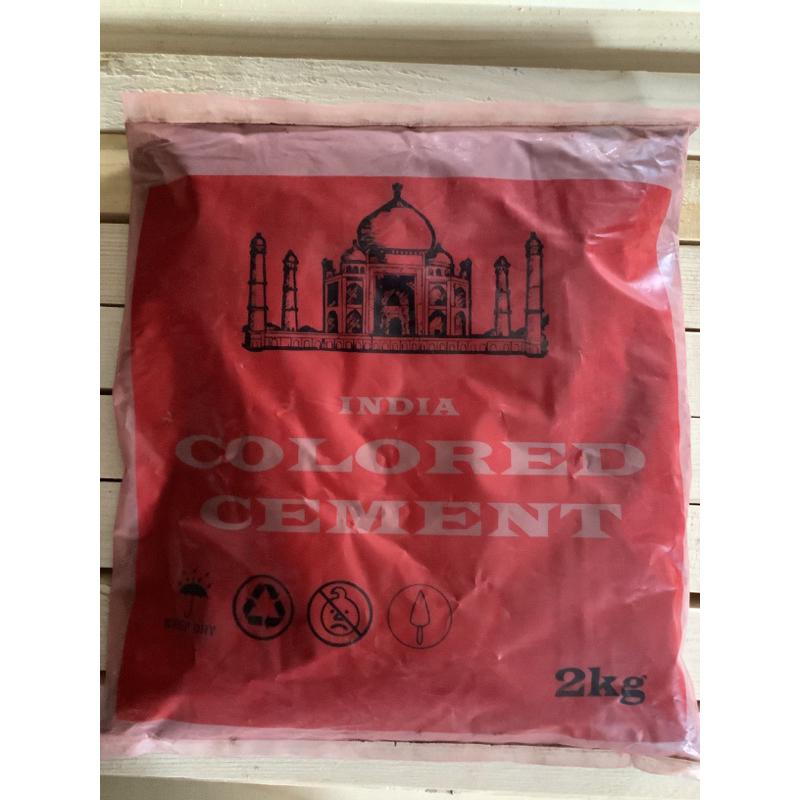 INDIA
COLORED
CEMENT
KEEP DRY
2kg